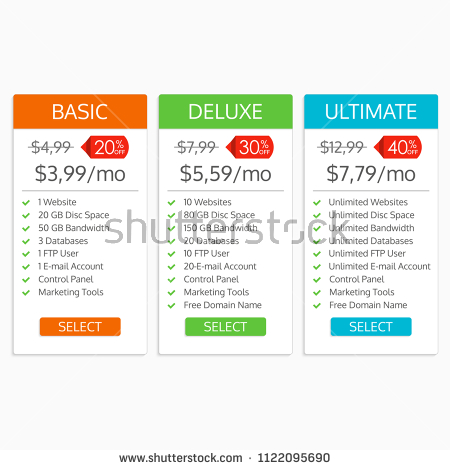 BASIC
$4,99 20% OFF
$3,99/mo
1 Website
20 GB Disc Space
50 GB Bandwidth
3 Databases
1 FTP User
1 E-mail Account
Control Panel
Marketing Tools
SELECT
DELUXE
$7,99 30% OFF
$5,59/mo
10 Websites
80 GB Disc Space
150 GB Bandwidth
20 Databases
10 FTP User
20-E-mail Account
Control Panel
Marketing Tools
Free Domain Name
SELECT
ULTIMATE
$12,99 40% OFF
$7,79/mo
Unlimited Websites
Unlimited Disc Space
Unlimited Bandwidth
Unlimited Databases
Unlimited FTP User
Unlimited E-mail Account
Control Panel
Marketing Tools
Free Domain Name
SELECT
shutterstock
www.shutterstock.com · 1122095690